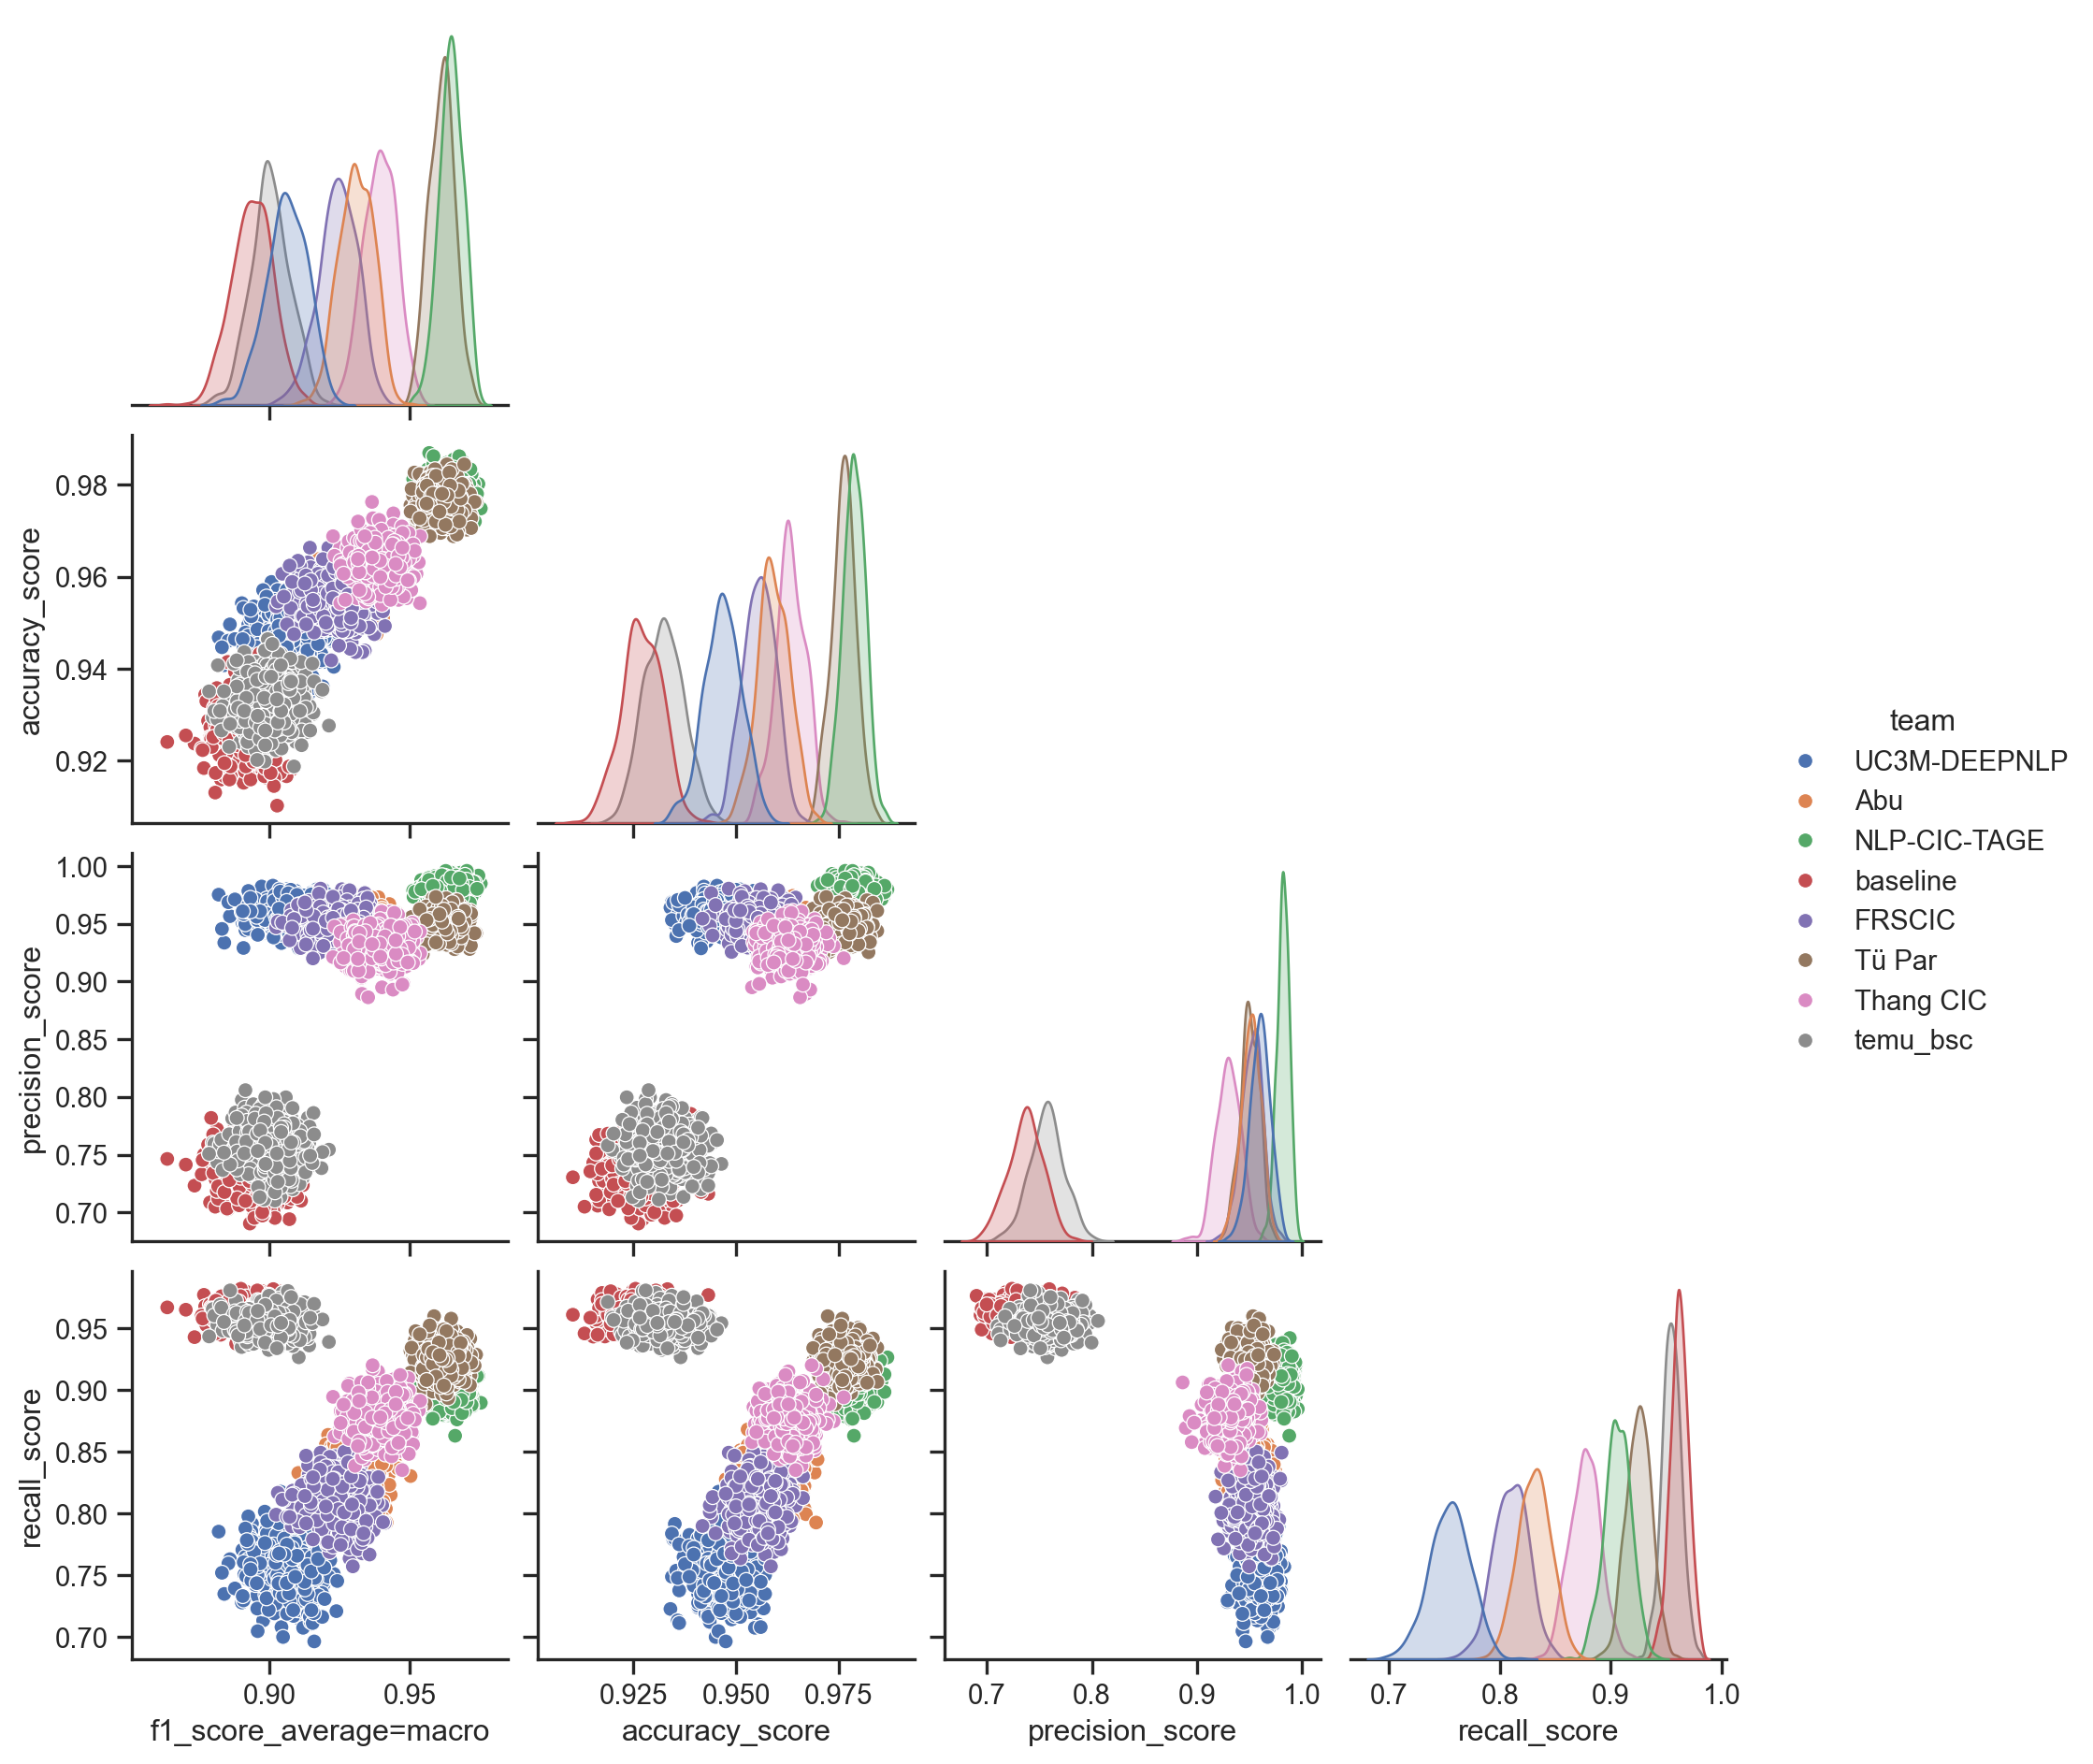 0.98
0.96
0.94
0.92
accuracy_score
1.00
0.95
0.90
0.85
0.80
0.75
0.70
precision_score
0.95
0.90
0.85
0.80
0.75
0.70
recall_score
0.90 0.95
f1_score_average=macro
0.925 0.950 0.975
accuracy_score
0.7 0.8 0.9 1.0
precision_score
0.7 0.8 0.9 1.0
recall_score
team
UC3M-DEEPNLP
Abu
NLP-CIC-TAGE
baseline
FRSCIC
Tü Par
Thang CIC
temu_bsc